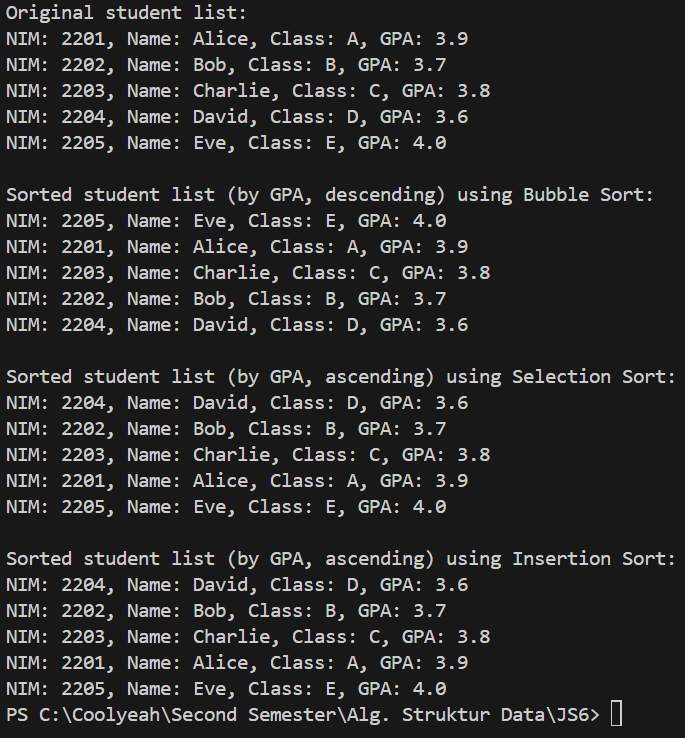 Original student list:
NIM: 2201, Name: Alice, Class: A, GPA: 3.9
NIM: 2202, Name: Bob, Class: B, GPA: 3.7
NIM: 2203, Name: Charlie, Class: C, GPA: 3.8
NIM: 2204, Name: David, Class: D, GPA: 3.6
NIM: 2205, Name: Eve, Class: E, GPA: 4.0

Sorted student list (by GPA, descending) using Bubble Sort:
NIM: 2205, Name: Eve, Class: E, GPA: 4.0
NIM: 2201, Name: Alice, Class: A, GPA: 3.9
NIM: 2203, Name: Charlie, Class: C, GPA: 3.8
NIM: 2202, Name: Bob, Class: B, GPA: 3.7
NIM: 2204, Name: David, Class: D, GPA: 3.6

Sorted student list (by GPA, ascending) using Selection Sort:
NIM: 2204, Name: David, Class: D, GPA: 3.6
NIM: 2202, Name: Bob, Class: B, GPA: 3.7
NIM: 2203, Name: Charlie, Class: C, GPA: 3.8
NIM: 2201, Name: Alice, Class: A, GPA: 3.9
NIM: 2205, Name: Eve, Class: E, GPA: 4.0

Sorted student list (by GPA, ascending) using Insertion Sort:
NIM: 2204, Name: David, Class: D, GPA: 3.6
NIM: 2202, Name: Bob, Class: B, GPA: 3.7
NIM: 2203, Name: Charlie, Class: C, GPA: 3.8
NIM: 2201, Name: Alice, Class: A, GPA: 3.9
NIM: 2205, Name: Eve, Class: E, GPA: 4.0
PS C:\Coolyeah\Second Semester\Alg. Struktur Data\JS6>